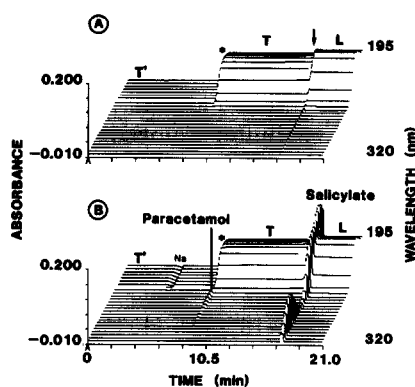 A
* T L 195
T'
0.200
-0.010 320
ABSORBANCE
WAVELENGTH (nm)
Salicylate
B Paracetamol
* T L 195
T' Na
0.200
-0.010 320
0 10.5 21.0
TIME (min)